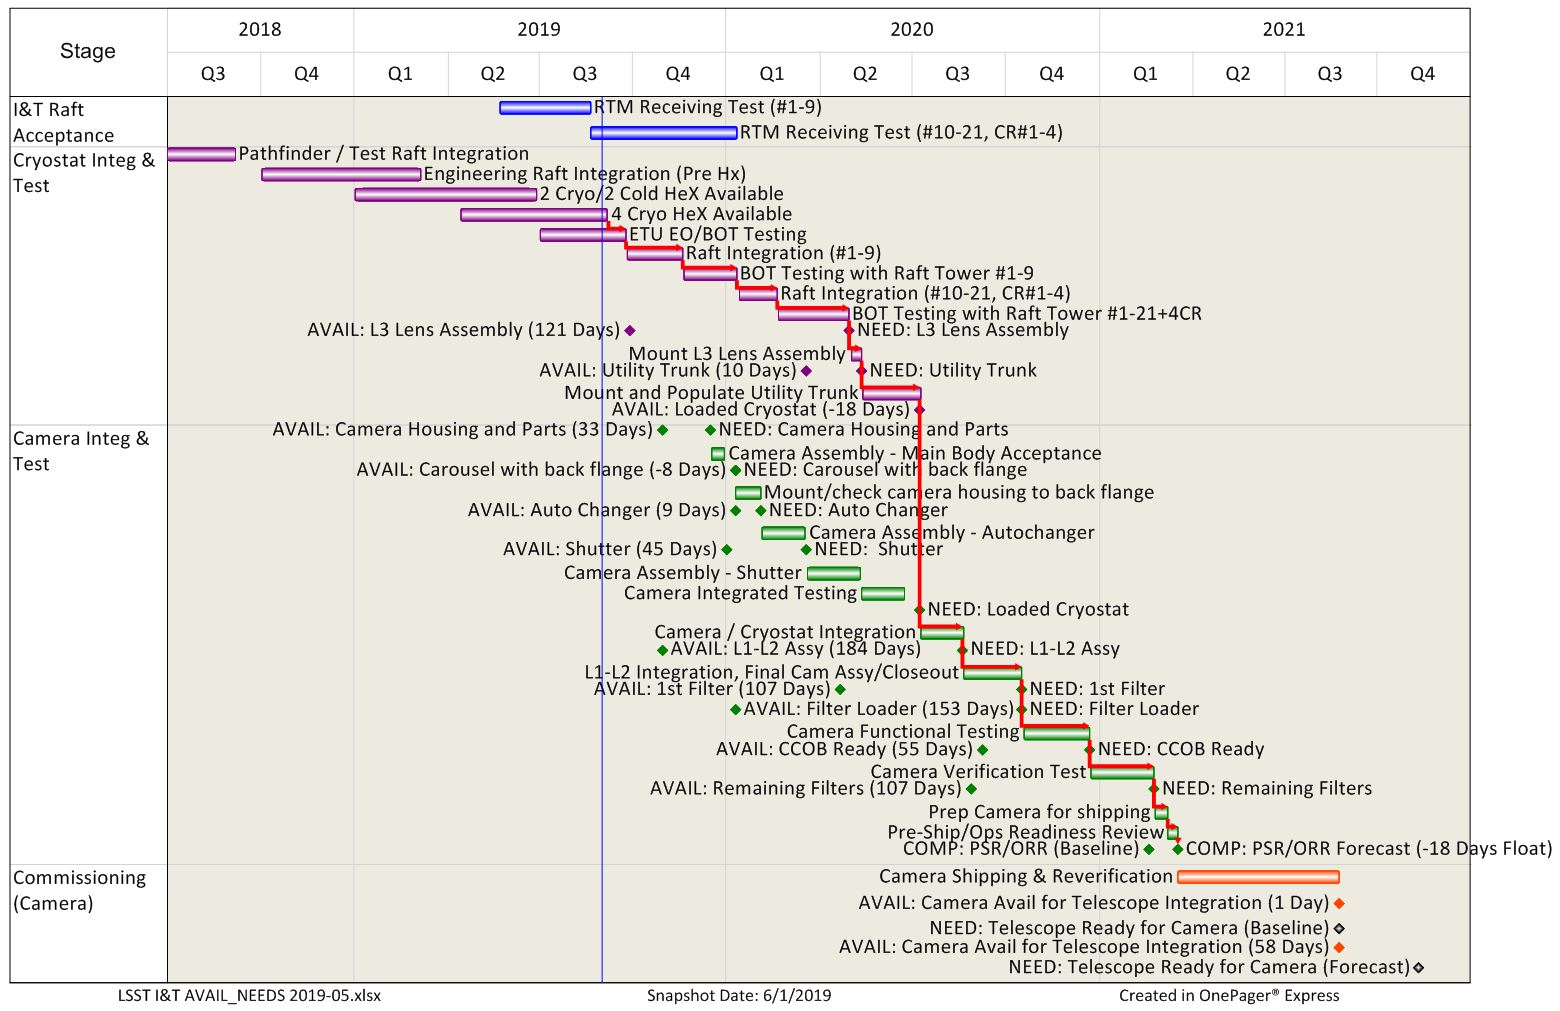 Stage
2018 2019 2020 2021
Q3 Q4 Q1 Q2 Q3 Q4 Q1 Q2 Q3 Q4 Q1 Q2 Q3 Q4
I&T Raft
Acceptance
RTM Receiving Test (#1-9)
RTM Receiving Test (#10-21, CR#1-4)
Cryostat Integ &
Test
Pathfinder / Test Raft Integration
Engineering Raft Integration (Pre Hx)
2 Cryo/2 Cold HeX Available
4 Cryo HeX Available
ETU EO/BOT Testing
Raft Integration (#1-9)
BOT Testing with Raft Tower #1-9
Raft Integration (#10-21, CR#1-4)
BOT Testing with Raft Tower #1-21+4CR
AVAIL: L3 Lens Assembly (121 Days) NEED: L3 Lens Assembly
Mount L3 Lens Assembly
AVAIL: Utility Trunk (10 Days) NEED: Utility Trunk
Mount and Populate Utility Trunk
AVAIL: Loaded Cryostat (-18 Days)
Camera Integ &
Test
AVAIL: Camera Housing and Parts (33 Days) NEED: Camera Housing and Parts
Camera Assembly - Main Body Acceptance
AVAIL: Carousel with back flange (-8 Days) NEED: Carousel with back flange
Mount/check camera housing to back flange
AVAIL: Auto Changer (9 Days) NEED: Auto Changer
Camera Assembly - Autochanger
AVAIL: Shutter (45 Days) NEED: Shutter
Camera Assembly - Shutter
Camera Integrated Testing
NEED: Loaded Cryostat
Camera / Cryostat Integration
AVAIL: L1-L2 Assy (184 Days) NEED: L1-L2 Assy
L1-L2 Integration, Final Cam Assy/Closeout
AVAIL: 1st Filter (107 Days) NEED: 1st Filter
AVAIL: Filter Loader (153 Days) NEED: Filter Loader
Camera Functional Testing
AVAIL: CCOB Ready (55 Days) NEED: CCOB Ready
Camera Verification Test
AVAIL: Remaining Filters (107 Days) NEED: Remaining Filters
Prep Camera for shipping
Pre-Ship/Ops Readiness Review
COMP: PSR/ORR (Baseline) COMP: PSR/ORR Forecast (-18 Days Float)
Commissioning
(Camera)
Camera Shipping & Reverification
AVAIL: Camera Avail for Telescope Integration (1 Day)
NEED: Telescope Ready for Camera (Baseline)
AVAIL: Camera Avail for Telescope Integration (58 Days)
NEED: Telescope Ready for Camera (Forecast)
LSST I&T AVAIL_NEEDS 2019-05.xlsx Snapshot Date: 6/1/2019 Created in OnePager® Express